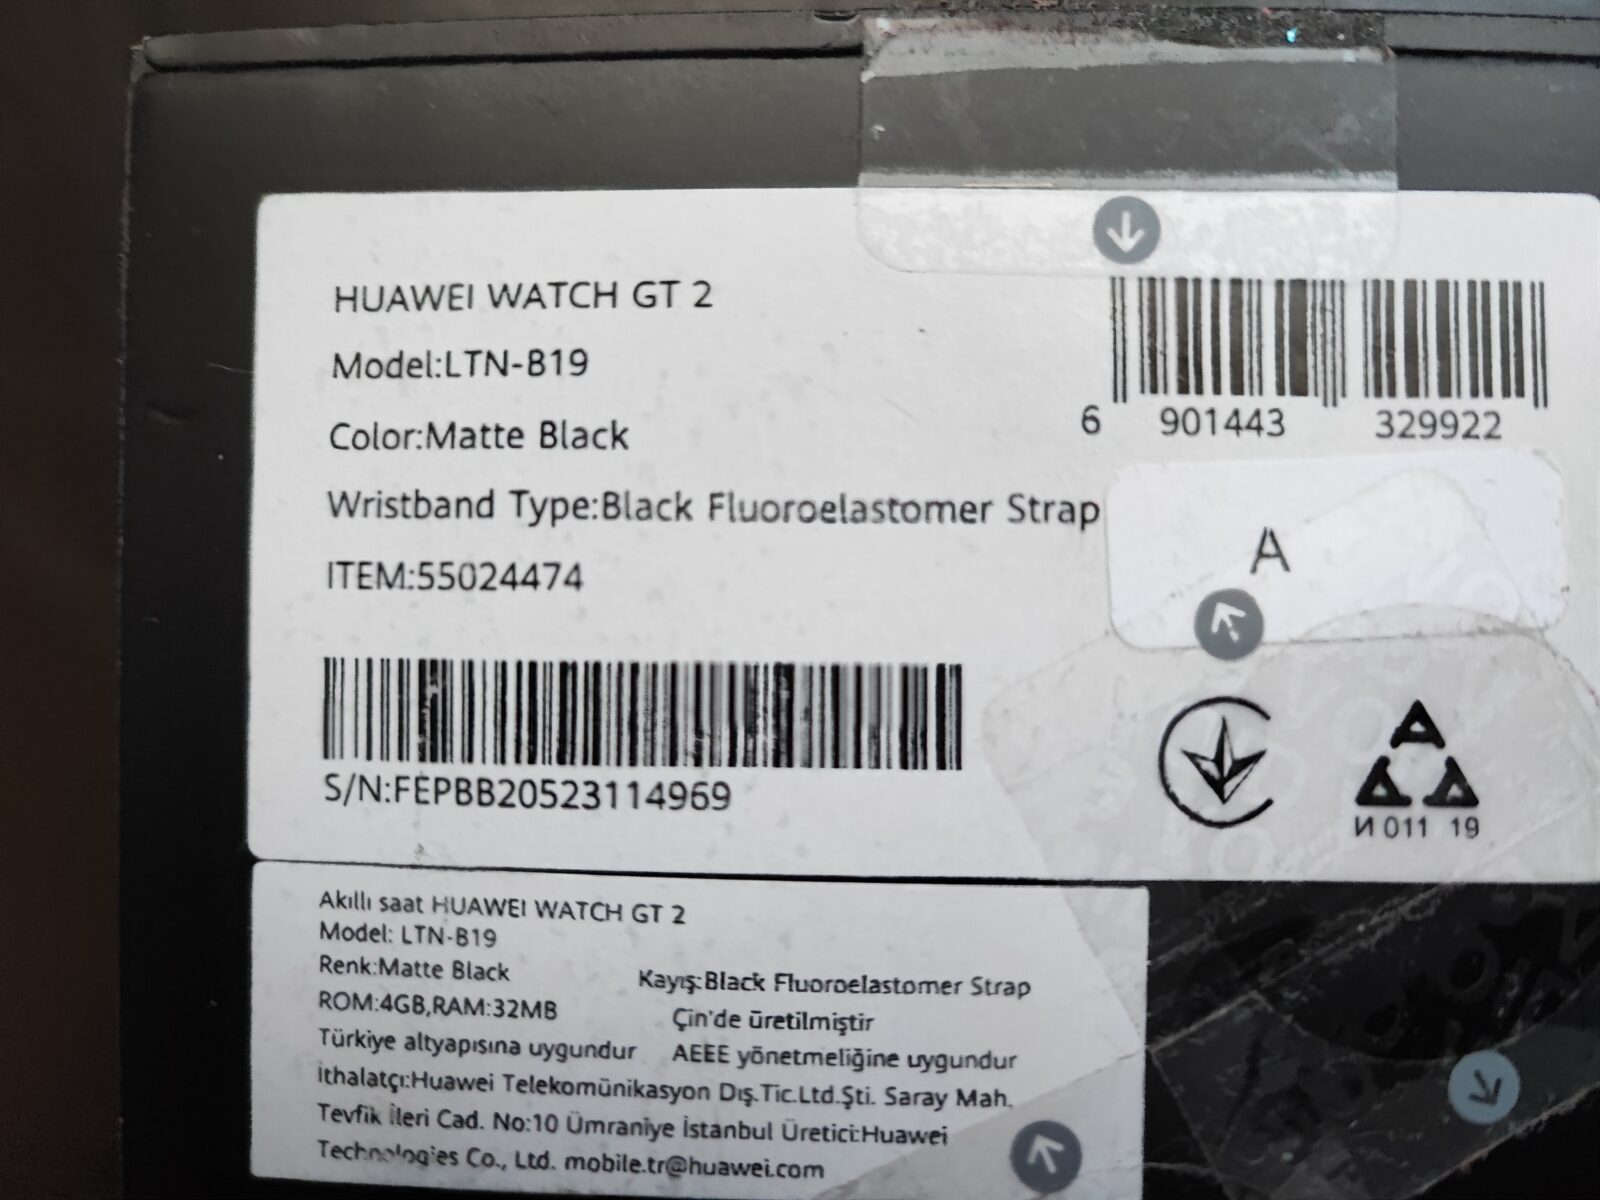 HUAWEI WATCH GT 2
Model:LTN-B19
Color:Matte Black
Wristband Type:Black Fluoroelastomer Strap
ITEM:55024474
S/N:FEPBB20523114969
6 901443 329922
A
И 011 19
Akıllı saat HUAWEI WATCH GT 2
Model: LTN-B19
Renk:Matte Black
Kayış:Black Fluoroelastomer Strap
ROM:4GB,RAM:32MB
Çin'de üretilmiştir
Türkiye altyapısına uygundur
AEEE yönetmeliğine uygundur
İthalatçı:Huawei Telekomünikasyon Dış.Tic.Ltd.Şti. Saray Mah.
Tevfik İleri Cad. No:10 Ümraniye İstanbul Üretici:Huawei
Technologies Co., Ltd. mobile.tr@huawei.com